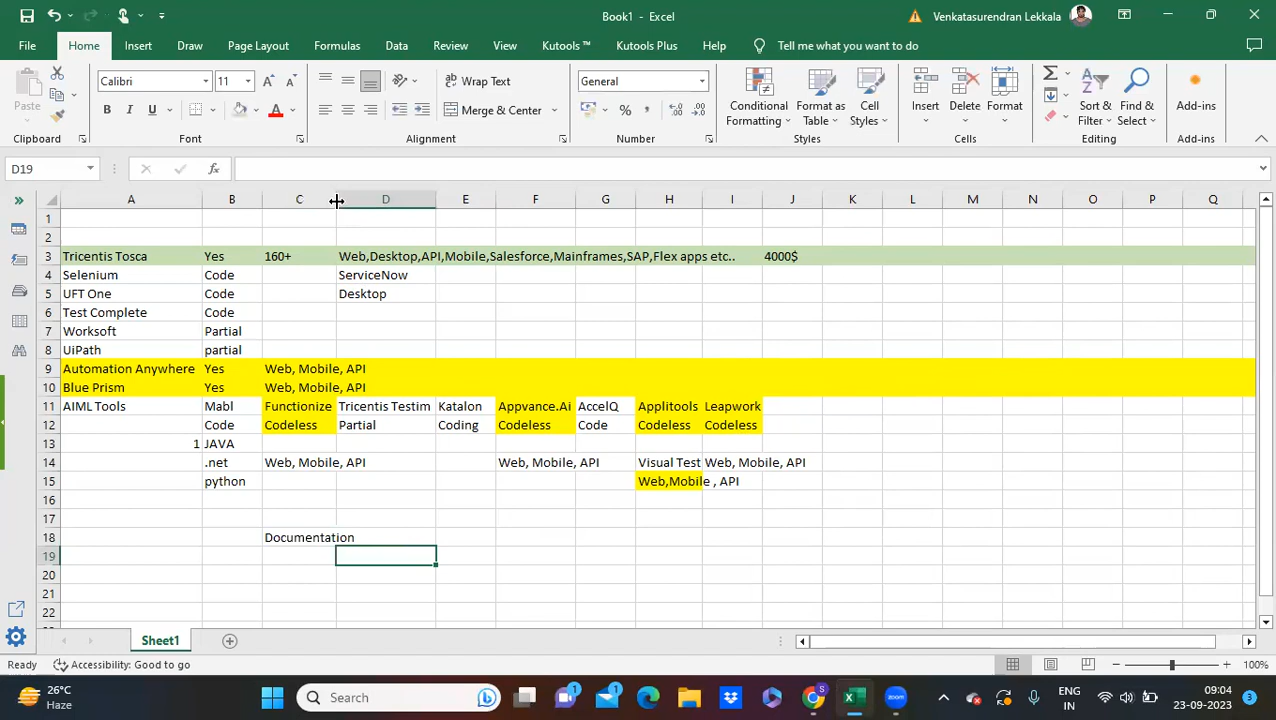 Book1 - Excel
Venkatasurendran Lekkala
File Home Insert Draw Page Layout Formulas Data Review View Kutools ™ Kutools Plus Help Tell me what you want to do
Paste
Calibri 11
B I U
A A
Wrap Text
Merge & Center
General
%
Conditional Formatting
Format as Table
Cell Styles
Insert Delete Format
Sort & Filter
Find & Select
Add-ins
Clipboard Font Alignment Number Styles Cells Editing Add-ins
D19 fx
A B C D E F G H I J K L M N O P Q
1
2
3 Tricentis Tosca Yes 160+ Web,Desktop,API,Mobile,Salesforce,Mainframes,SAP,Flex apps etc.. 4000$
4 Selenium Code ServiceNow
5 UFT One Code Desktop
6 Test Complete Code
7 Worksoft Partial
8 UiPath partial
9 Automation Anywhere Yes Web, Mobile, API
10 Blue Prism Yes Web, Mobile, API
11 AIML Tools Mabl Functionize Tricentis Testim Katalon Appvance.Ai AccelQ Applitools Leapwork
12 Code Codeless Partial Coding Codeless Code Codeless Codeless
13 1 JAVA
14 .net Web, Mobile, API Web, Mobile, API Visual Test Web, Mobile, API
15 python Web,Mobile , API
16
17
18 Documentation
19
20
21
22
Sheet1
Ready Accessibility: Good to go 100%
26°C
Haze
Search
ENG
IN
09:04
23-09-2023
3